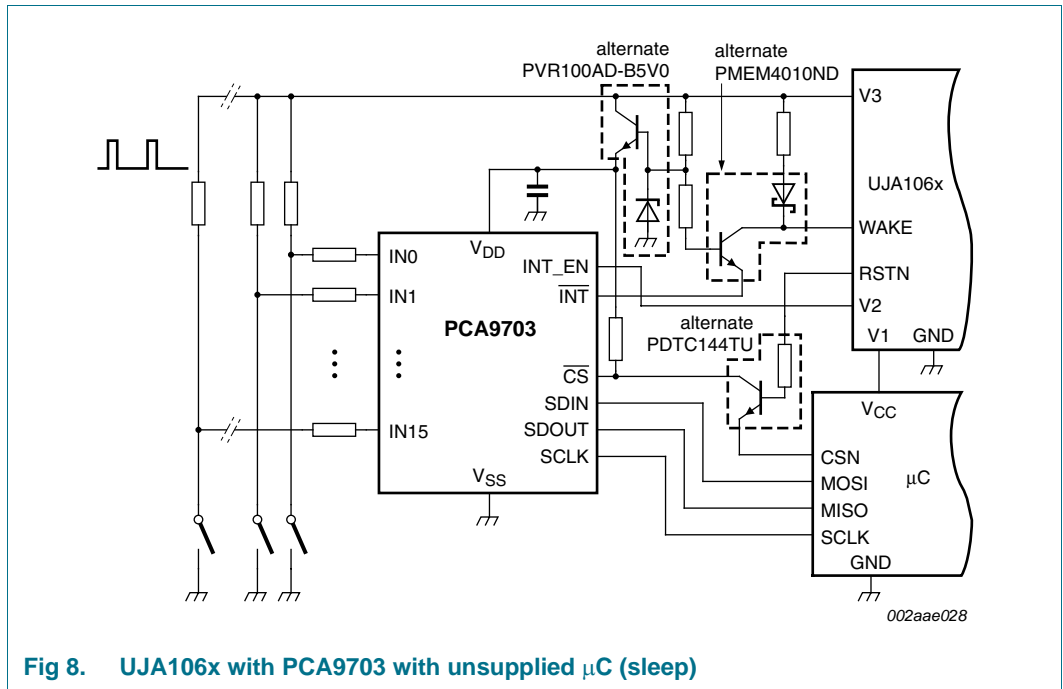 alternate
PVR100AD-B5V0
alternate
PMEM4010ND
V3
UJA106x
WAKE
RSTN
V2
V1
GND
VDD
IN0
IN1
IN15
PCA9703
INT_EN
INT
CS
SDIN
SDOUT
SCLK
VSS
alternate
PDTC144TU
VCC
CSN
MOSI
MISO
SCLK
μC
GND
002aae028
Fig 8. UJA106x with PCA9703 with unsupplied μC (sleep)